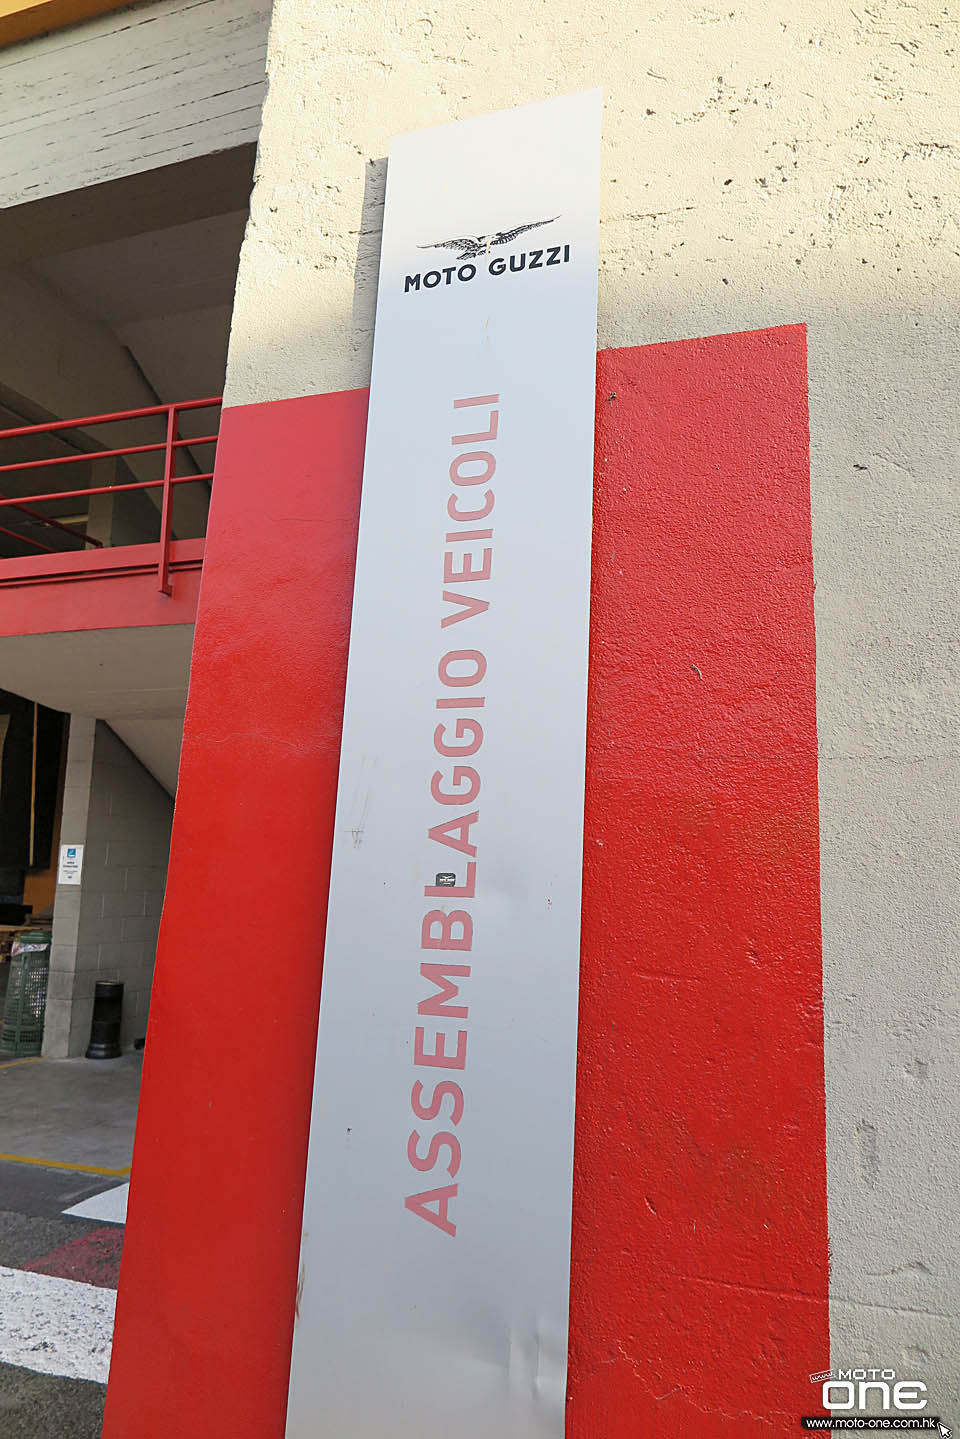 MOTO GUZZI
ASSEMBLAGGIO VEICOLI
www.
MOTO
ONE
www.moto-one.com.hk